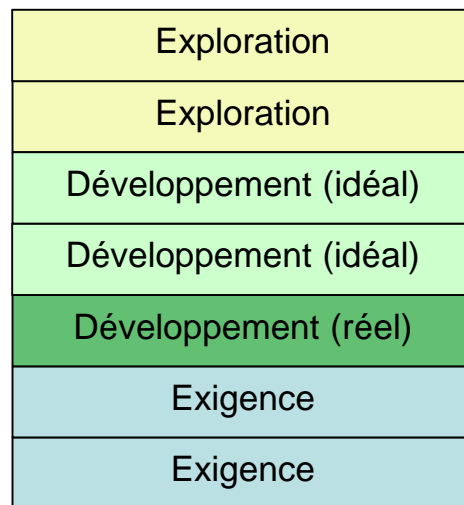 Exploration
Exploration
Développement (idéal)
Développement (idéal)
Développement (réel)
Exigence
Exigence